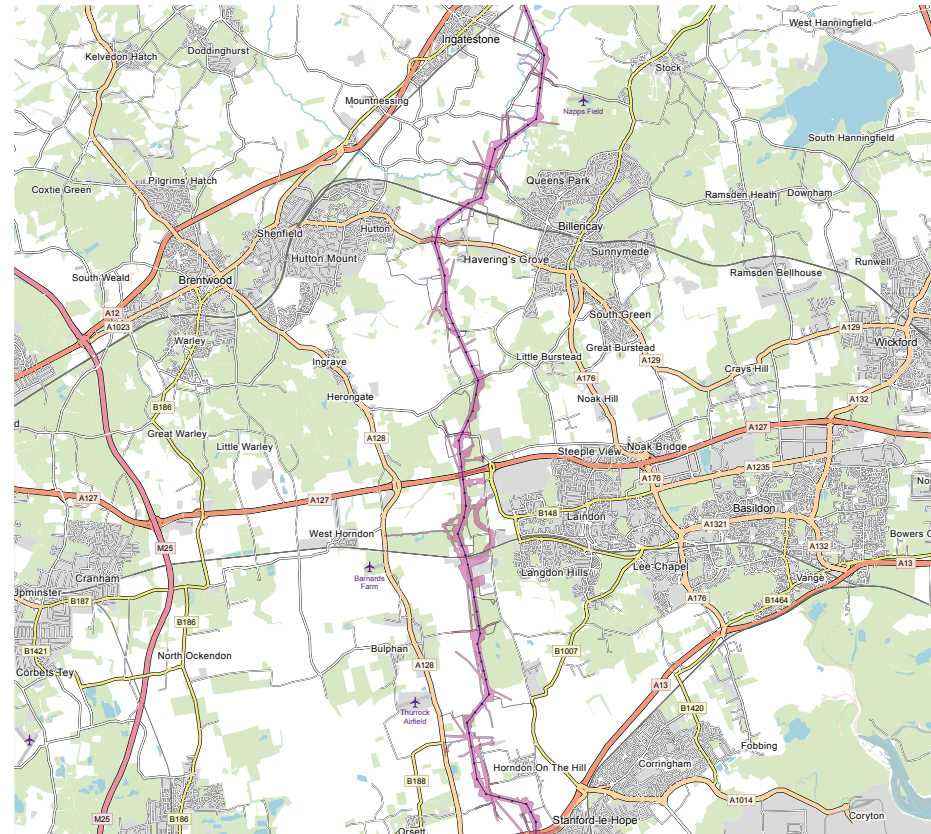 West Hanningfield
Ingatestone
Doddinghurst
Kelvedon Hatch
Stock
Mountnessing
Napps Field
South Hanningfield
Queens Park
Pilgrims' Hatch
Coxtie Green
Ramsden Heath
Downham
Billericay
Hutton
Shenfield
Sunnymede
Hutton Mount
Havering's Grove
Runwell
Ramsden Bellhouse
South Weald
Brentwood
A12
South Green
A1023
A129
Warley
Wickford
Great Burstead
Little Burstead
A129
Ingrave
Crays Hill
A176
Herongate
Noak Hill
A132
B186
d
A127
Great Warley
A128
Little Warley
Noak Bridge
Steeple View
A1235
A176
No
A127
A127
Basildon
B148
Laindon
A1321
West Horndon
Bowers G
M25
A132
A13
Lee Chapel
Langdon Hills
Cranham
Barnards
Farm
Vange
Upminster
B187
A176
B1464
B186
B1421
Bulphan
B1007
North Ockendon
A128
Corbets Tey
A13
Thurrock
Airfield
B1420
Fobbing
Corringham
Horndon On The Hill
B188
A1014
Coryton
M25
B186
Stanford-le-Hope
Orsett